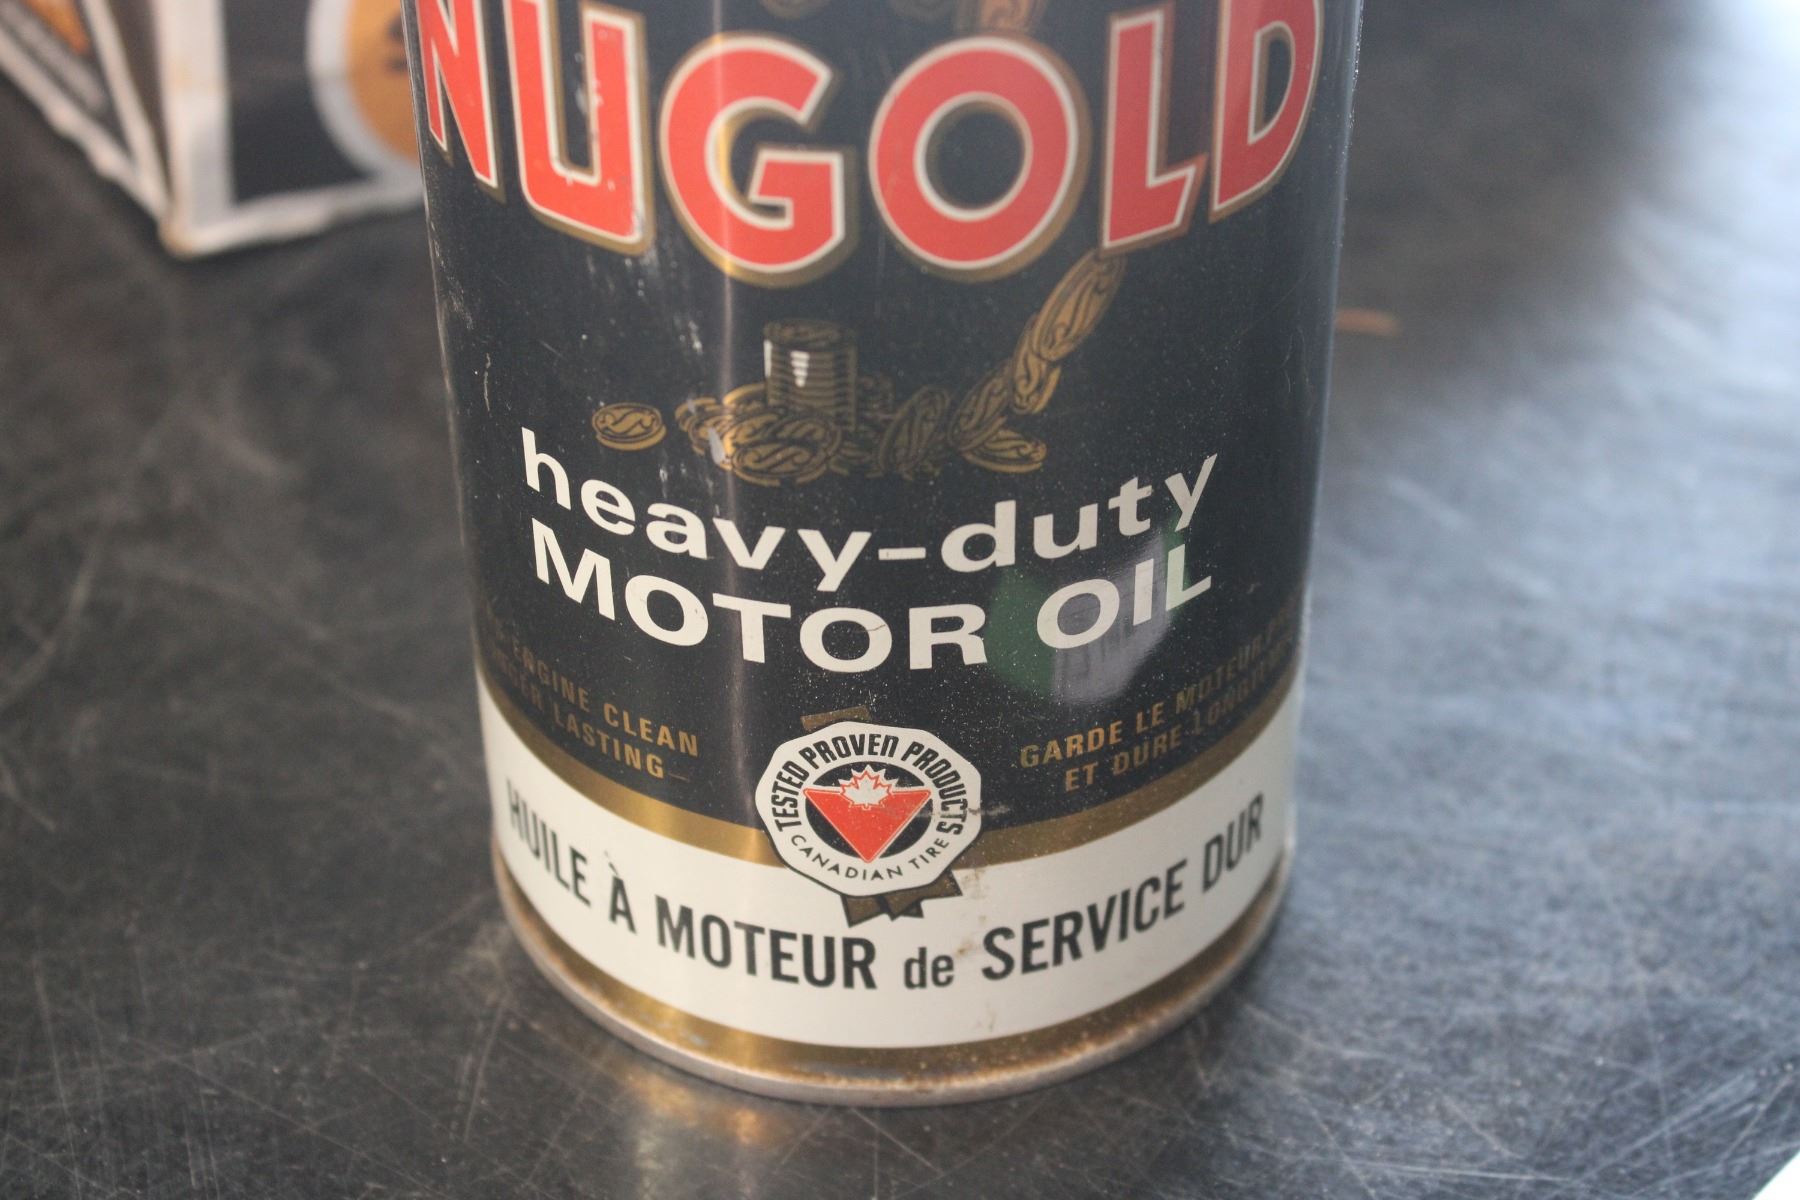 NUGOLD
heavy-duty
MOTOR OIL
ENGINE CLEAN
LASTING
GARDE LE MOTEUR
ET DURE
TESTED PROVEN PRODUCTS
CANADIAN TIRE
HUILE À MOTEUR de SERVICE DUR